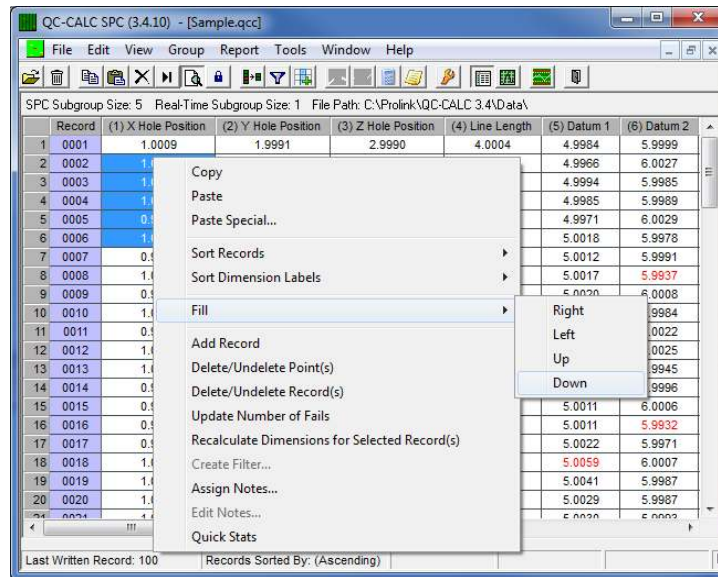 QC-CALC SPC (3.4.10) - [Sample.qcc]
File Edit View Group Report Tools Window Help
SPC Subgroup Size: 5 Real-Time Subgroup Size: 1 File Path: C:\Prolink\QC-CALC 3.4\Data\
Record (1) X Hole Position (2) Y Hole Position (3) Z Hole Position (4) Line Length (5) Datum 1 (6) Datum 2
1 0001 1.0009 1.9991 2.9990 4.0004 4.9984 5.9999
2 0002 4.9966 6.0027
3 0003 4.9994 5.9985
4 0004 4.9985 5.9989
5 0005 4.9971 6.0029
6 0006 5.0018 5.9978
7 0007 5.0012 5.9991
8 0008 5.0017 5.9937
9 0009 5.0020 6.0008
10 0010 .9984
11 0011 .0022
12 0012 .0025
13 0013 .9945
14 0014 .9996
15 0015 5.0011 6.0006
16 0016 5.0011 5.9932
17 0017 5.0022 5.9971
18 0018 5.0059 6.0007
19 0019 5.0041 5.9987
20 0020 5.0029 5.9987
Copy
Paste
Paste Special...
Sort Records
Sort Dimension Labels
Fill
Add Record
Delete/Undelete Point(s)
Delete/Undelete Record(s)
Update Number of Fails
Recalculate Dimensions for Selected Record(s)
Create Filter...
Assign Notes...
Edit Notes...
Quick Stats
Right
Left
Up
Down
Last Written Record: 100 Records Sorted By: (Ascending)